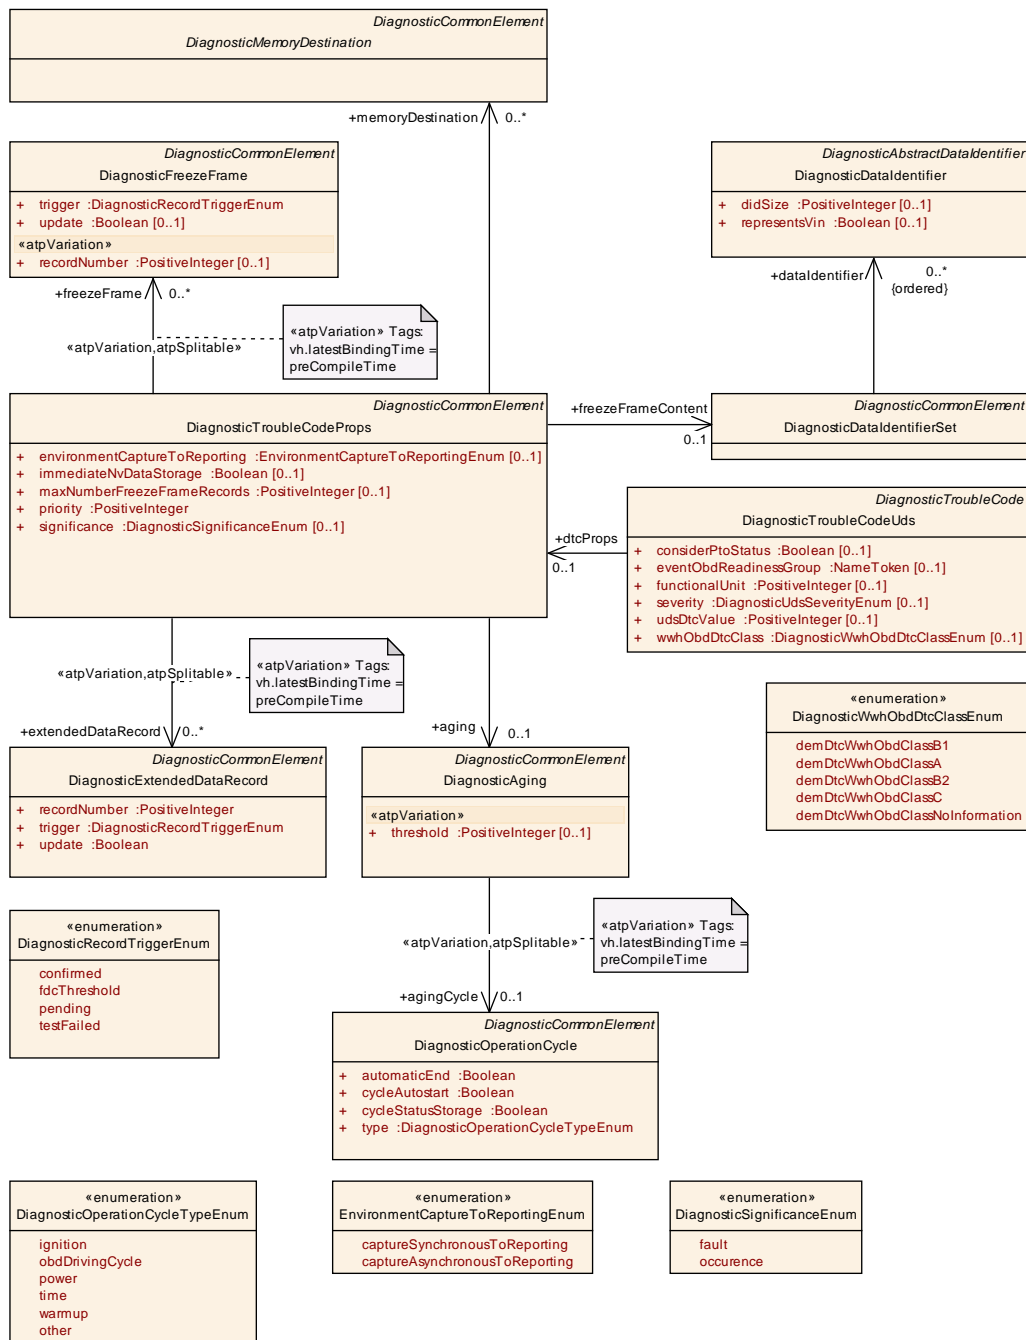 DiagnosticCommonElement
DiagnosticMemoryDestination
+memoryDestination
0..*
DiagnosticCommonElement
DiagnosticFreezeFrame
+ trigger :DiagnosticRecordTriggerEnum
+ update :Boolean [0..1]
«atpVariation»
+ recordNumber :PositiveInteger [0..1]
DiagnosticAbstractDataIdentifier
DiagnosticDataIdentifier
+ didSize :PositiveInteger [0..1]
+ representsVin :Boolean [0..1]
+freezeFrame
0..*
+dataIdentifier
0..*
{ordered}
«atpVariation,atpSplitable»
«atpVariation» Tags:
vh.latestBindingTime =
preCompileTime
DiagnosticCommonElement
DiagnosticTroubleCodeProps
+ environmentCaptureToReporting :EnvironmentCaptureToReportingEnum [0..1]
+ immediateNvDataStorage :Boolean [0..1]
+ maxNumberFreezeFrameRecords :PositiveInteger [0..1]
+ priority :PositiveInteger
+ significance :DiagnosticSignificanceEnum [0..1]
+freezeFrameContent
0..1
DiagnosticCommonElement
DiagnosticDataIdentifierSet
+dtcProps
0..1
DiagnosticTroubleCode
DiagnosticTroubleCodeUds
+ considerPtoStatus :Boolean [0..1]
+ eventObdReadinessGroup :NameToken [0..1]
+ functionalUnit :PositiveInteger [0..1]
+ severity :DiagnosticUdsSeverityEnum [0..1]
+ udsDtcValue :PositiveInteger [0..1]
+ wwhObdDtcClass :DiagnosticWwhObdDtcClassEnum [0..1]
«atpVariation,atpSplitable»
«atpVariation» Tags:
vh.latestBindingTime =
preCompileTime
+extendedDataRecord
0..*
+aging
0..1
«enumeration»
DiagnosticWwhObdDtcClassEnum
demDtcWwhObdClassB1
demDtcWwhObdClassA
demDtcWwhObdClassB2
demDtcWwhObdClassC
demDtcWwhObdClassNoInformation
DiagnosticCommonElement
DiagnosticExtendedDataRecord
+ recordNumber :PositiveInteger
+ trigger :DiagnosticRecordTriggerEnum
+ update :Boolean
DiagnosticCommonElement
DiagnosticAging
«atpVariation»
+ threshold :PositiveInteger [0..1]
«enumeration»
DiagnosticRecordTriggerEnum
confirmed
fdcThreshold
pending
testFailed
«atpVariation,atpSplitable»
«atpVariation» Tags:
vh.latestBindingTime =
preCompileTime
+agingCycle
0..1
DiagnosticCommonElement
DiagnosticOperationCycle
+ automaticEnd :Boolean
+ cycleAutostart :Boolean
+ cycleStatusStorage :Boolean
+ type :DiagnosticOperationCycleTypeEnum
«enumeration»
DiagnosticOperationCycleTypeEnum
ignition
obdDrivingCycle
power
time
warmup
other
«enumeration»
EnvironmentCaptureToReportingEnum
captureSynchronousToReporting
captureAsynchronousToReporting
«enumeration»
DiagnosticSignificanceEnum
fault
occurence